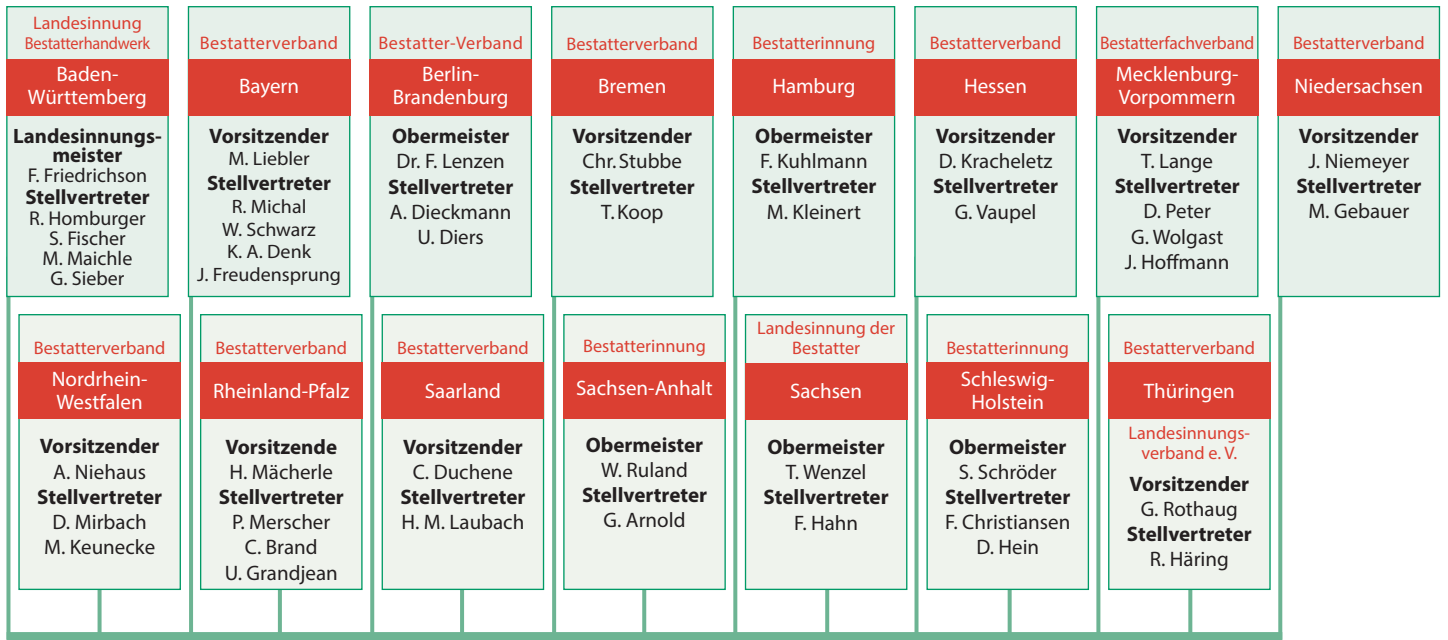 Landesinnung
Bestatterhandwerk
Baden-
Württemberg
Landesinnungs-
meister
F. Friedrichson
Stellvertreter
R. Homburger
S. Fischer
M. Maichle
G. Sieber
Bestatterverband
Bayern
Vorsitzender
M. Liebler
Stellvertreter
R. Michal
W. Schwarz
K. A. Denk
J. Freudensprung
Bestatter-Verband
Berlin-
Brandenburg
Obermeister
Dr. F. Lenzen
Stellvertreter
A. Dieckmann
U. Diers
Bestatterverband
Bremen
Vorsitzender
Chr. Stubbe
Stellvertreter
T. Koop
Bestatterinnung
Hamburg
Obermeister
F. Kuhlmann
Stellvertreter
M. Kleinert
Bestatterverband
Hessen
Vorsitzender
D. Kracheletz
Stellvertreter
G. Vaupel
Bestatterfachverband
Mecklenburg-
Vorpommern
Vorsitzender
T. Lange
Stellvertreter
D. Peter
G. Wolgast
J. Hoffmann
Bestatterverband
Niedersachsen
Vorsitzender
J. Niemeyer
Stellvertreter
M. Gebauer
Bestatterverband
Nordrhein-
Westfalen
Vorsitzender
A. Niehaus
Stellvertreter
D. Mirbach
M. Keunecke
Bestatterverband
Rheinland-Pfalz
Vorsitzende
H. Mächerle
Stellvertreter
P. Merscher
C. Brand
U. Grandjean
Bestatterverband
Saarland
Vorsitzender
C. Duchene
Stellvertreter
H. M. Laubach
Bestatterinnung
Sachsen-Anhalt
Obermeister
W. Ruland
Stellvertreter
G. Arnold
Landesinnung der
Bestatter
Sachsen
Obermeister
T. Wenzel
Stellvertreter
F. Hahn
Bestatterinnung
Schleswig-
Holstein
Obermeister
S. Schröder
Stellvertreter
F. Christiansen
D. Hein
Bestatterverband
Thüringen
Landesinnungs-
verband e. V.
Vorsitzender
G. Rothaug
Stellvertreter
R. Häring